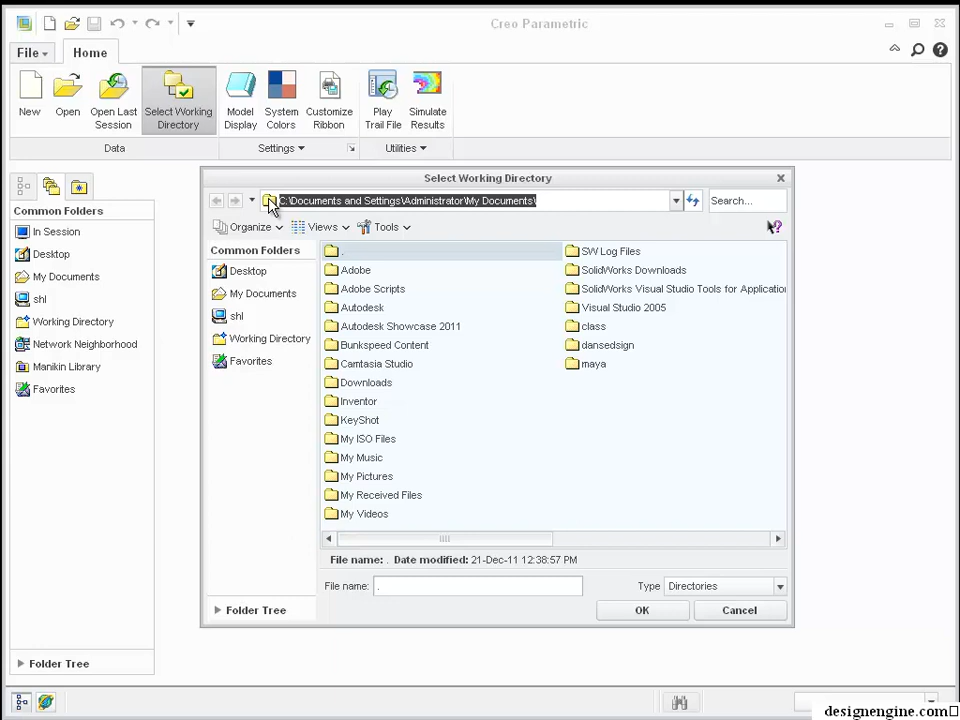 Creo Parametric
File
Home
New
Open
Open Last Session
Select Working Directory
Model Display
System Colors
Customize Ribbon
Play Trail File
Simulate Results
Data
Settings
Utilities
Common Folders
In Session
Desktop
My Documents
shl
Working Directory
Network Neighborhood
Manikin Library
Favorites
Folder Tree
Select Working Directory
C:\Documents and Settings\Administrator\My Documents\
Search...
Organize
Views
Tools
Common Folders
Desktop
My Documents
shl
Working Directory
Favorites
Folder Tree
.
Adobe
Adobe Scripts
Autodesk
Autodesk Showcase 2011
Bunkspeed Content
Camtasia Studio
Downloads
Inventor
KeyShot
My ISO Files
My Music
My Pictures
My Received Files
My Videos
SW Log Files
SolidWorks Downloads
SolidWorks Visual Studio Tools for Application
Visual Studio 2005
class
dansedsign
maya
File name: . Date modified: 21-Dec-11 12:38:57 PM
File name: .
Type Directories
OK
Cancel
designengine.com